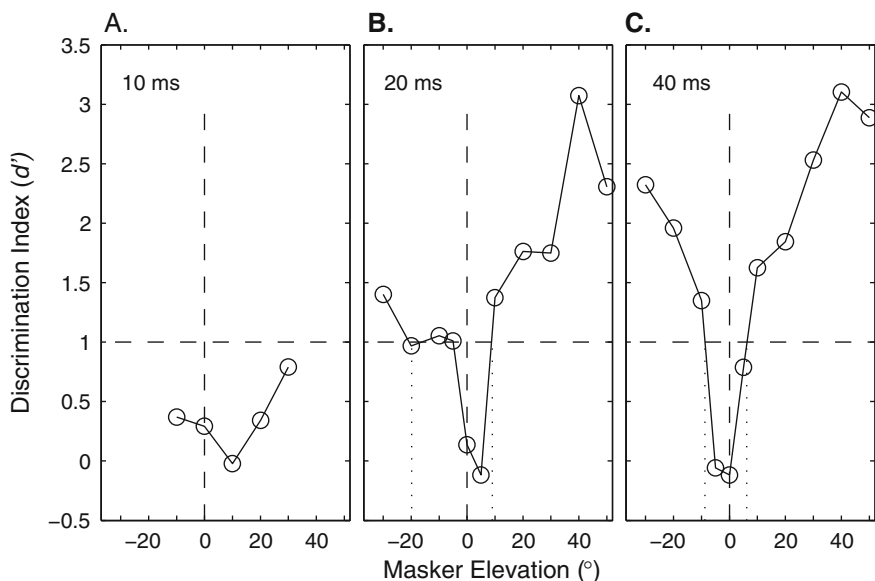 A. B. C.
10 ms 20 ms 40 ms
Discrimination Index (d')
3.5
3
2.5
2
1.5
1
0.5
0
−0.5
−20 0 20 40 −20 0 20 40 −20 0 20 40
Masker Elevation (°)